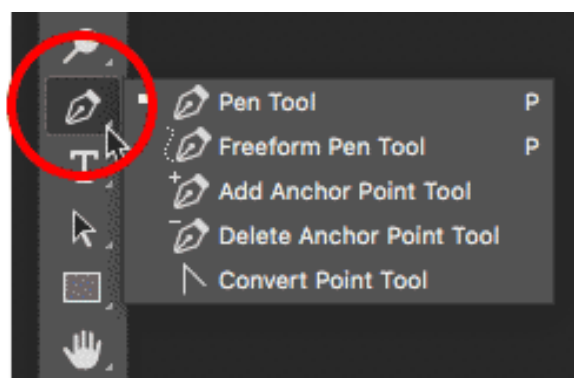 Pen Tool P
Freeform Pen Tool P
Add Anchor Point Tool
Delete Anchor Point Tool
Convert Point Tool
T